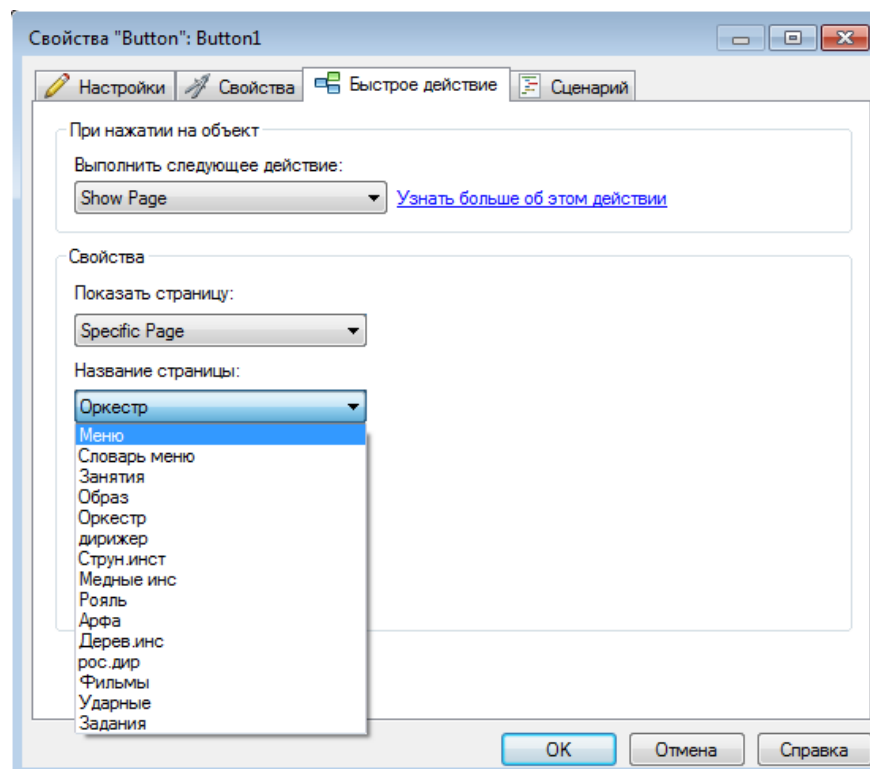 Свойства "Button": Button1
Настройки Свойства Быстрое действие Сценарий
При нажатии на объект
Выполнить следующее действие:
Show Page Узнать больше об этом действии
Свойства
Показать страницу:
Specific Page
Название страницы:
Оркестр
Меню
Словарь меню
Занятия
Образ
Оркестр
дирижер
Струн.инст
Медные инс
Рояль
Арфа
Дерев.инс
рос.дир
Фильмы
Ударные
Задания
OK Отмена Справка